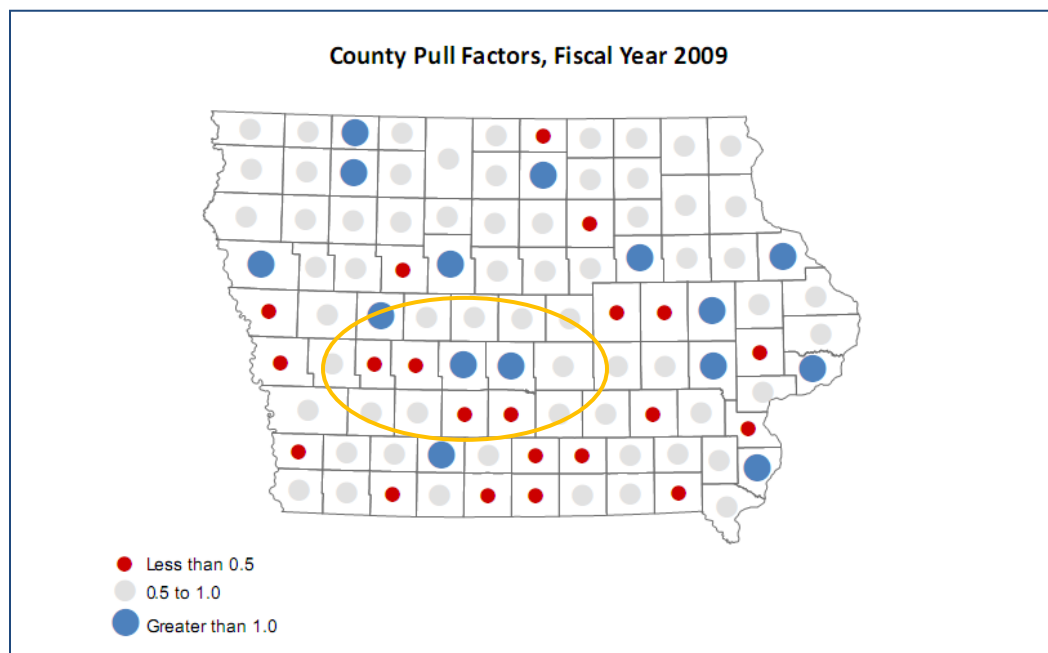 County Pull Factors, Fiscal Year 2009
Less than 0.5
0.5 to 1.0
Greater than 1.0